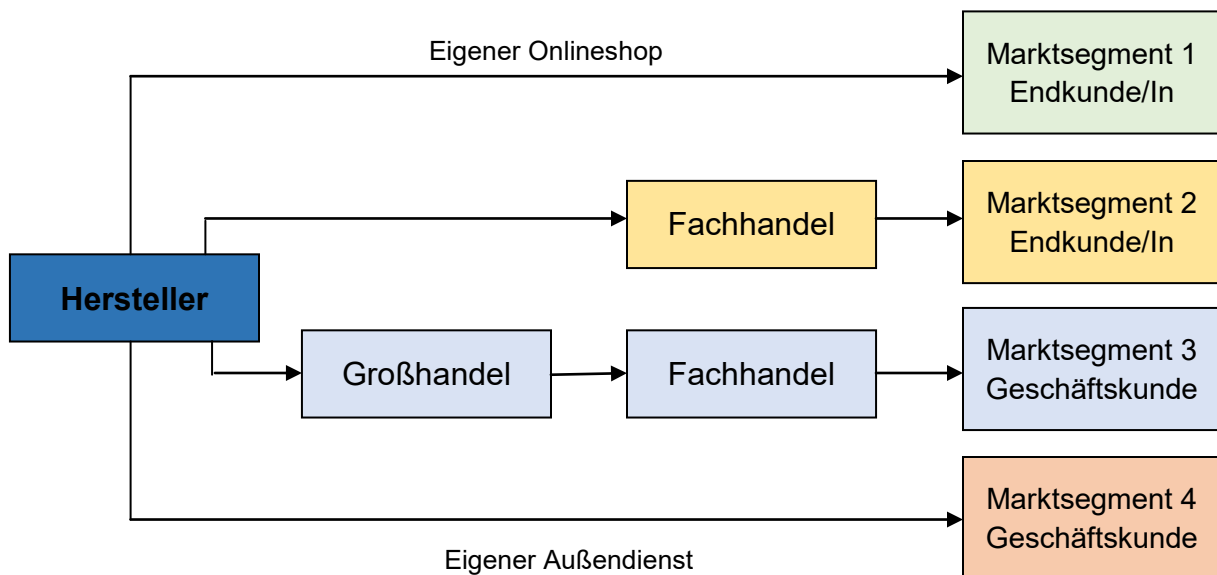 Eigener Onlineshop
Marktsegment 1
Endkunde/In
Fachhandel
Marktsegment 2
Endkunde/In
Hersteller
Großhandel
Fachhandel
Marktsegment 3
Geschäftskunde
Marktsegment 4
Geschäftskunde
Eigener Außendienst